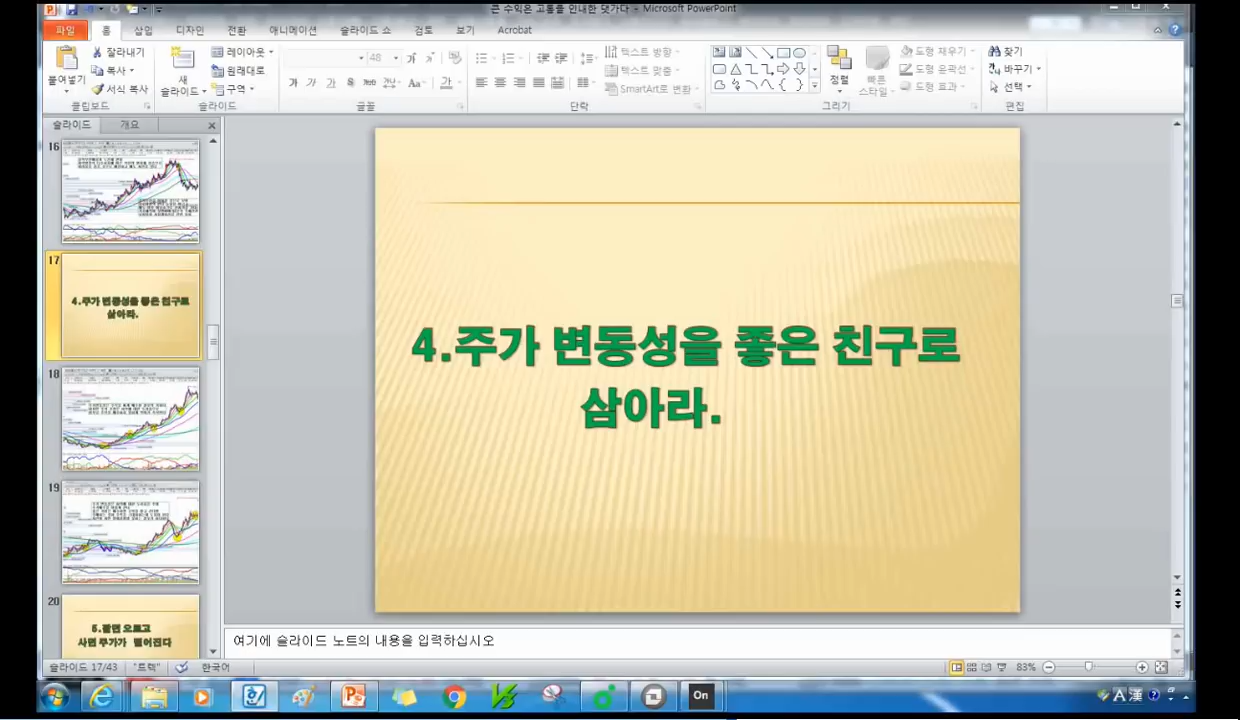 큰 수익은 고통을 인내한 댓가다 - Microsoft PowerPoint
파일 홈 삽입 디자인 전환 애니메이션 슬라이드 쇼 검토 보기 Acrobat
붙여넣기
잘라내기
복사
서식 복사
클립보드
새 슬라이드
레이아웃
원래대로
구역
슬라이드
48
글꼴
텍스트 방향
텍스트 맞춤
SmartArt로 변환
단락
정렬
빠른 스타일
도형 채우기
도형 윤곽선
도형 효과
그리기
찾기
바꾸기
선택
편집
슬라이드 개요
16
17
4.주가 변동성을 좋은 친구로
삼아라.
18
19
20
5.팔면 오르고
사면 주가가 떨어진다
4.주가 변동성을 좋은 친구로
삼아라.
여기에 슬라이드 노트의 내용을 입력하십시오
슬라이드 17/43 "트렉" 한국어 83%
On
A 漢